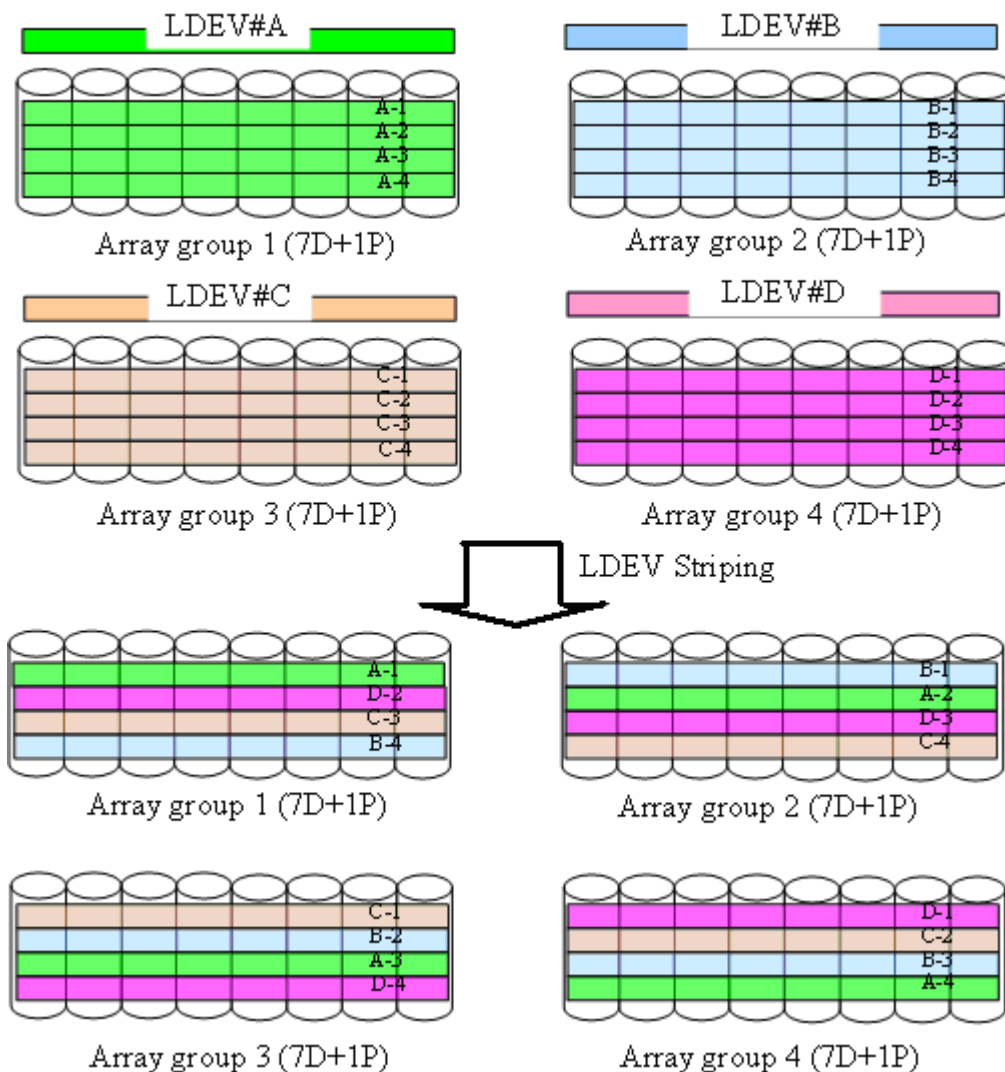 LDEV#A
A-1
A-2
A-3
A-4
Array group 1 (7D+1P)
LDEV#B
B-1
B-2
B-3
B-4
Array group 2 (7D+1P)
LDEV#C
C-1
C-2
C-3
C-4
Array group 3 (7D+1P)
LDEV#D
D-1
D-2
D-3
D-4
Array group 4 (7D+1P)
LDEV Striping
A-1
D-2
C-3
B-4
Array group 1 (7D+1P)
B-1
A-2
D-3
C-4
Array group 2 (7D+1P)
C-1
B-2
A-3
D-4
Array group 3 (7D+1P)
D-1
C-2
B-3
A-4
Array group 4 (7D+1P)